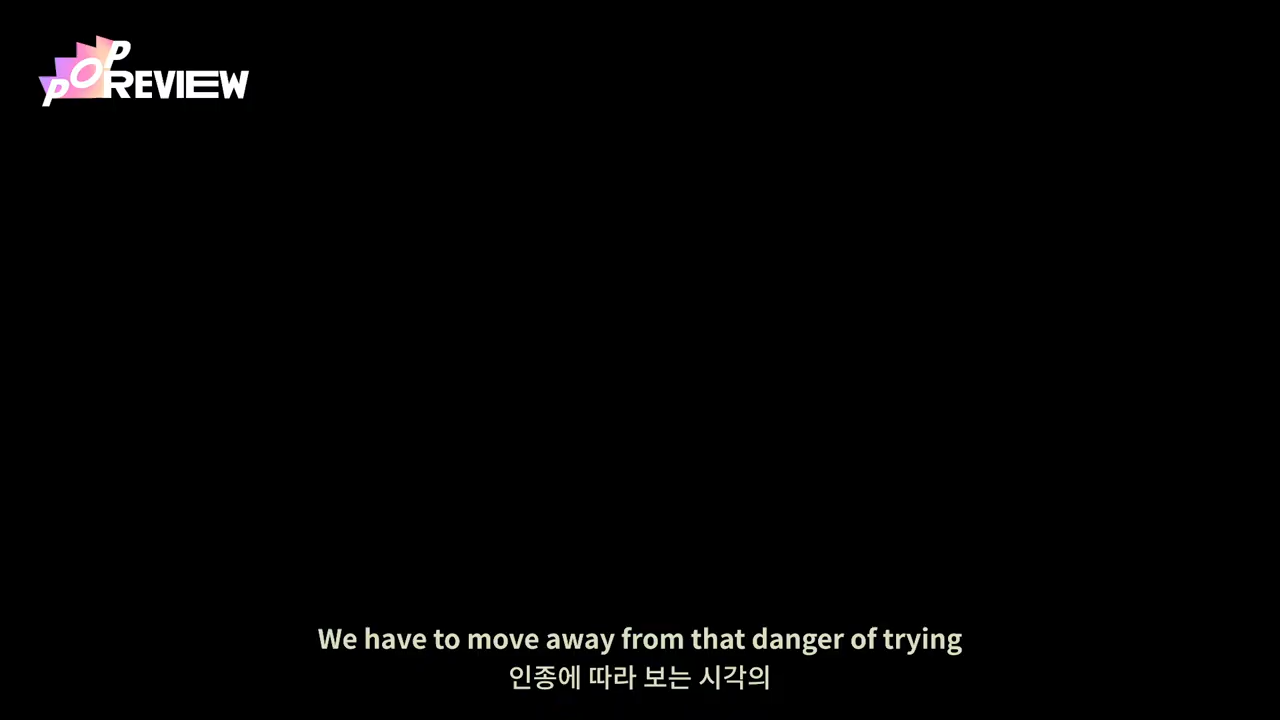 POP REVIEW
We have to move away from that danger of trying
인종에 따라 보는 시각의